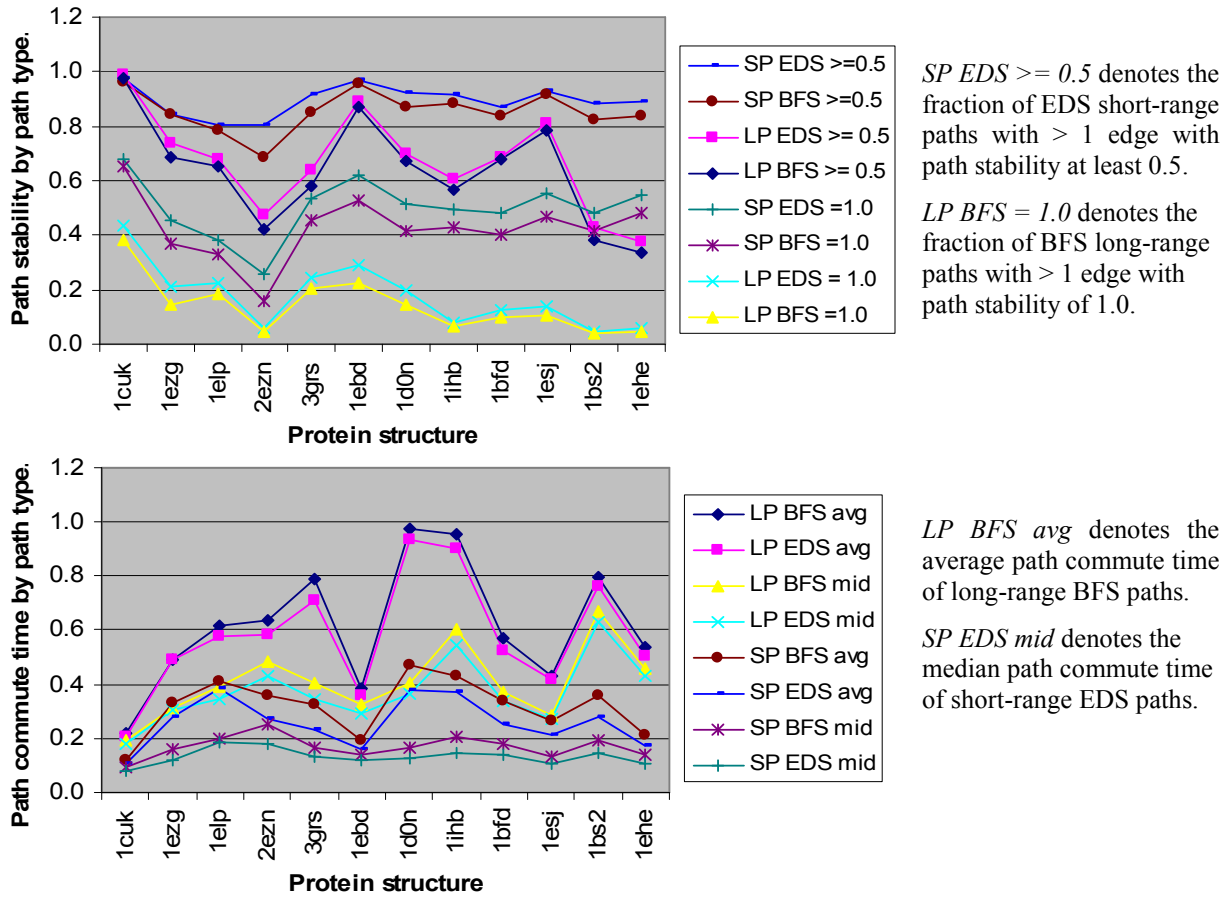 Path stability by path type.
1.2
1.0
0.8
0.6
0.4
0.2
0.0
1cuk
1ezg
1elp
2ezn
3grs
1ebd
1d0n
1ihb
1bfd
1esj
1bs2
1ehe
Protein structure
SP EDS >=0.5
SP BFS >=0.5
LP EDS >= 0.5
LP BFS >= 0.5
SP EDS =1.0
SP BFS =1.0
LP EDS = 1.0
LP BFS =1.0
SP EDS >= 0.5 denotes the
fraction of EDS short-range
paths with > 1 edge with
path stability at least 0.5.
LP BFS = 1.0 denotes the
fraction of BFS long-range
paths with > 1 edge with
path stability of 1.0.
Path commute time by path type.
1.2
1.0
0.8
0.6
0.4
0.2
0.0
1cuk
1ezg
1elp
2ezn
3grs
1ebd
1d0n
1ihb
1bfd
1esj
1bs2
1ehe
Protein structure
LP BFS avg
LP EDS avg
LP BFS mid
LP EDS mid
SP BFS avg
SP EDS avg
SP BFS mid
SP EDS mid
LP BFS avg denotes the
average path commute time
of long-range BFS paths.
SP EDS mid denotes the
median path commute time
of short-range EDS paths.